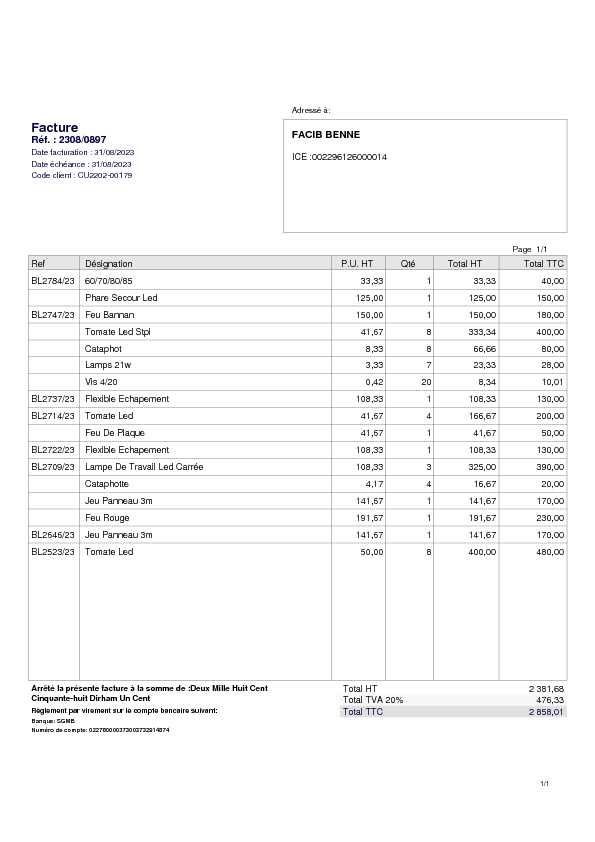 Adressé à:
Facture
Réf. : 2308/0897
Date facturation : 31/08/2023
Date échéance : 31/08/2023
Code client : CU2202-00179
FACIB BENNE
ICE :002296126000014
Page 1/1
Ref Désignation P.U. HT Qté Total HT Total TTC
BL2784/23 60/70/80/85 33,33 1 33,33 40,00
Phare Secour Led 125,00 1 125,00 150,00
BL2747/23 Feu Bannan 150,00 1 150,00 180,00
Tomate Led Stpl 41,67 8 333,34 400,00
Cataphot 8,33 8 66,66 80,00
Lamps 21w 3,33 7 23,33 28,00
Vis 4/20 0,42 20 8,34 10,01
BL2737/23 Flexible Echapement 108,33 1 108,33 130,00
BL2714/23 Tomate Led 41,67 4 166,67 200,00
Feu De Plaque 41,67 1 41,67 50,00
BL2722/23 Flexible Echapement 108,33 1 108,33 130,00
BL2709/23 Lampe De Travail Led Carrée 108,33 3 325,00 390,00
Cataphotte 4,17 4 16,67 20,00
Jeu Panneau 3m 141,67 1 141,67 170,00
Feu Rouge 191,67 1 191,67 230,00
BL2646/23 Jeu Panneau 3m 141,67 1 141,67 170,00
BL2523/23 Tomate Led 50,00 8 400,00 480,00
Arrêté la présente facture à la somme de :Deux Mille Huit Cent
Cinquante-huit Dirham Un Cent
Règlement par virement sur le compte bancaire suivant:
Banque: SGMB
Numéro de compte:
Total HT 2 381,68
Total TVA 20% 476,33
Total TTC 2 858,01
1/1